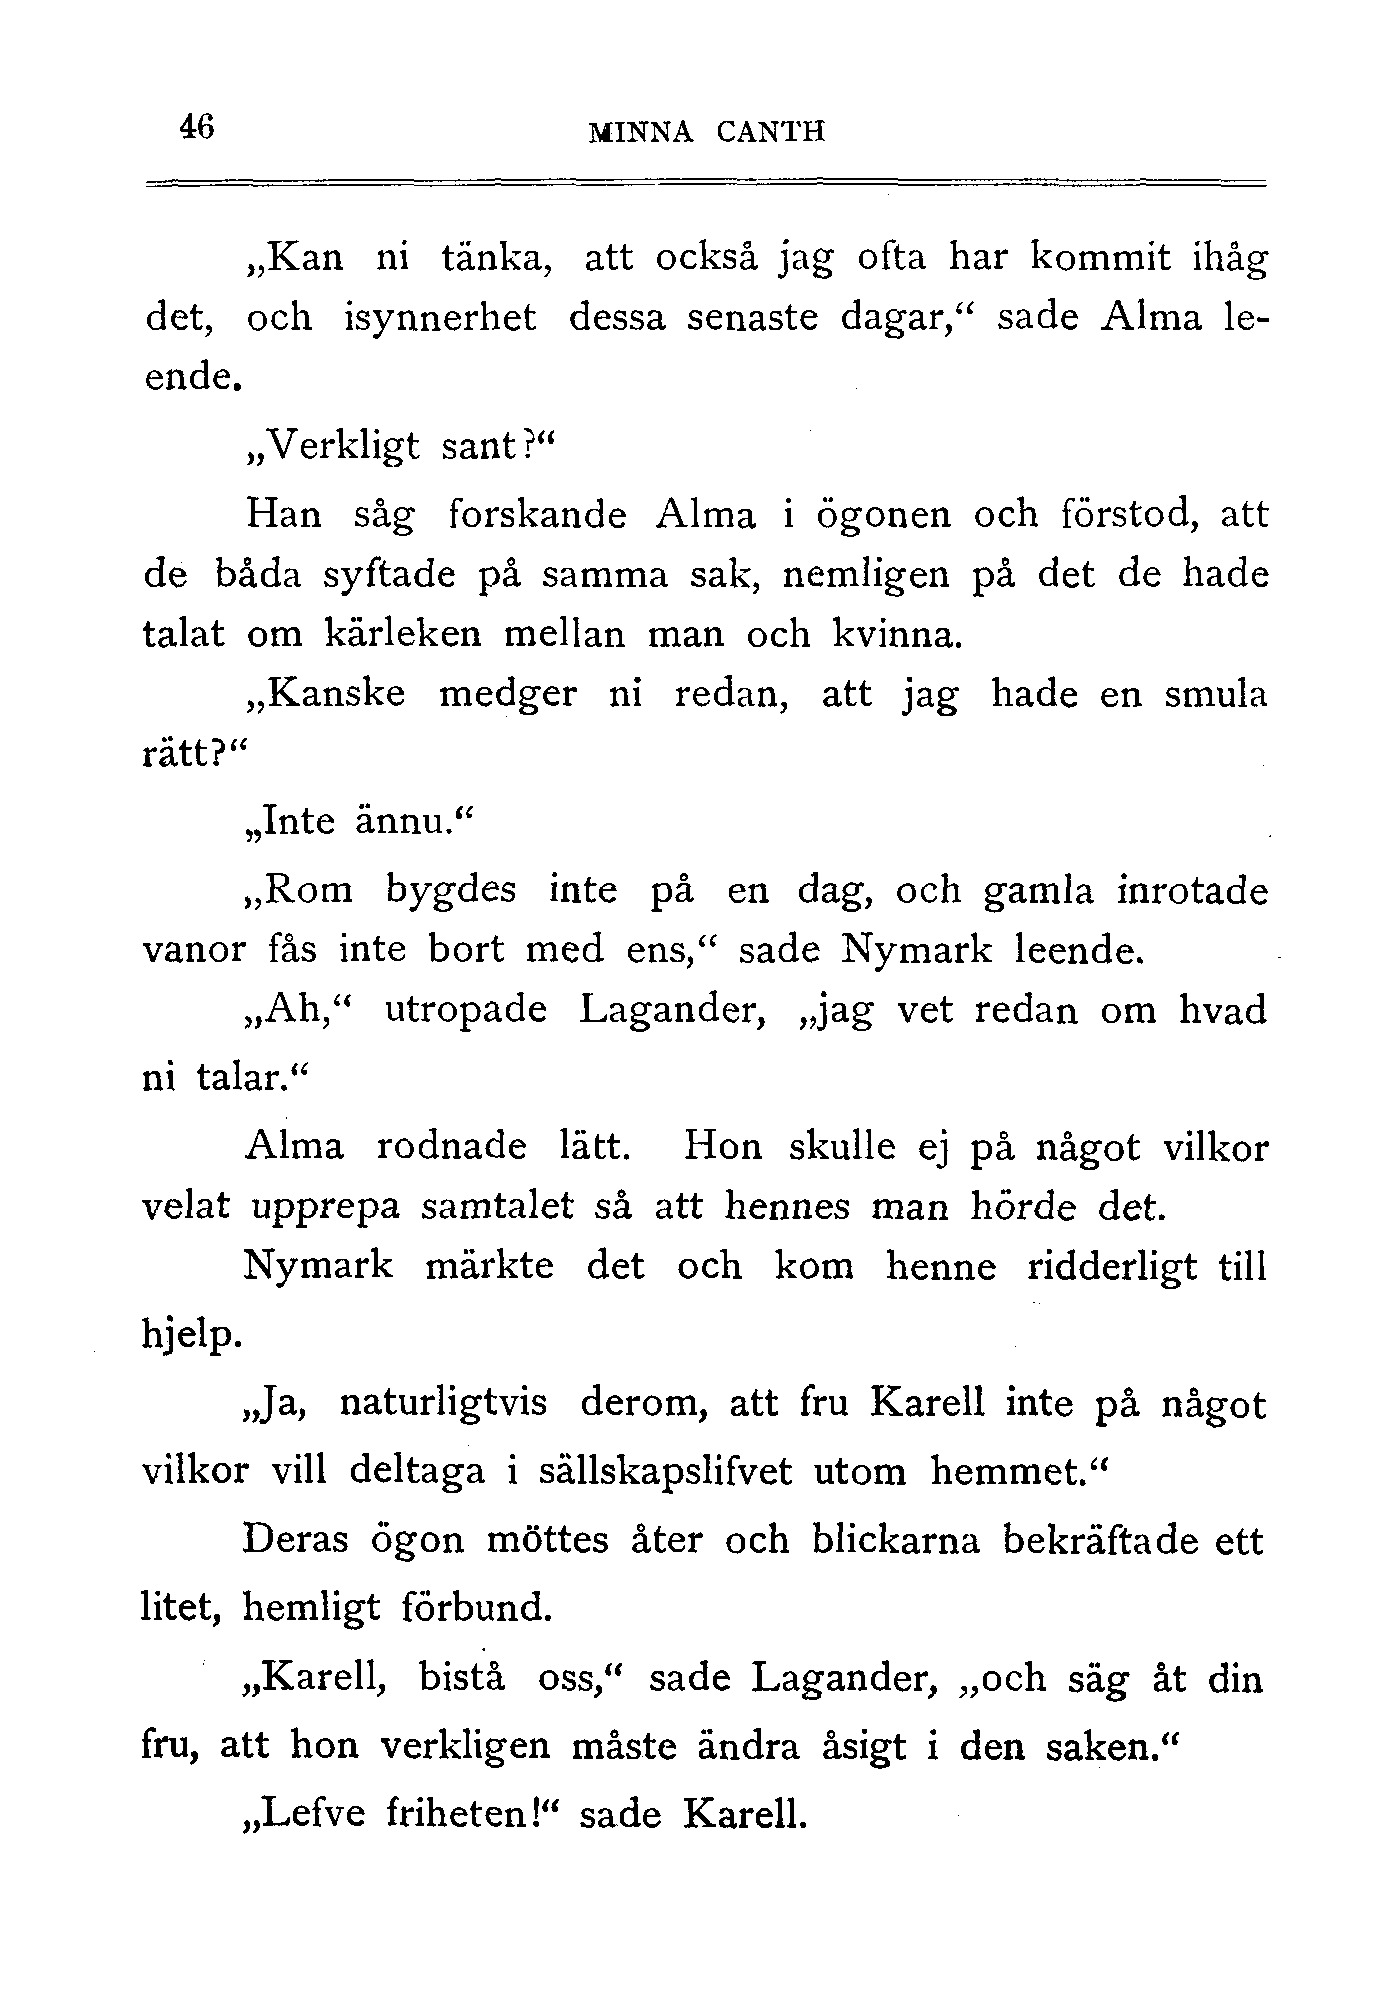 46 MINNA CANTH
„Kan ni tänka, att också jag ofta har kommit ihåg
det, och isynnerhet dessa senaste dagar,“ sade Alma le-
ende.
„Verkligt sant?“
Han såg forskande Alma i ögonen och förstod, att
de båda syftade på samma sak, nemligen på det de hade
talat om kärleken mellan man och kvinna.
„Kanske medger ni redan, att jag hade en smula
rätt?“
„Inte ännu.“
„Rom bygdes inte på en dag, och gamla inrotade
vanor fås inte bort med ens,“ sade Nymark leende.
„Ah,“ utropade Lagander, „jag vet redan om hvad
ni talar.“
Alma rodnade lätt. Hon skulle ej på något vilkor
velat upprepa samtalet så att hennes man hörde det.
Nymark märkte det och kom henne ridderligt till
hjelp.
„Ja, naturligtvis derom, att fru Karell inte på något
vilkor vill deltaga i sällskapslifvet utom hemmet.“
Deras ögon möttes åter och blickarna bekräftade ett
litet, hemligt förbund.
„Karell, bistå oss,“ sade Lagander, „och säg åt din
fru, att hon verkligen måste ändra åsigt i den saken.“
„Lefve friheten!“ sade Karell.